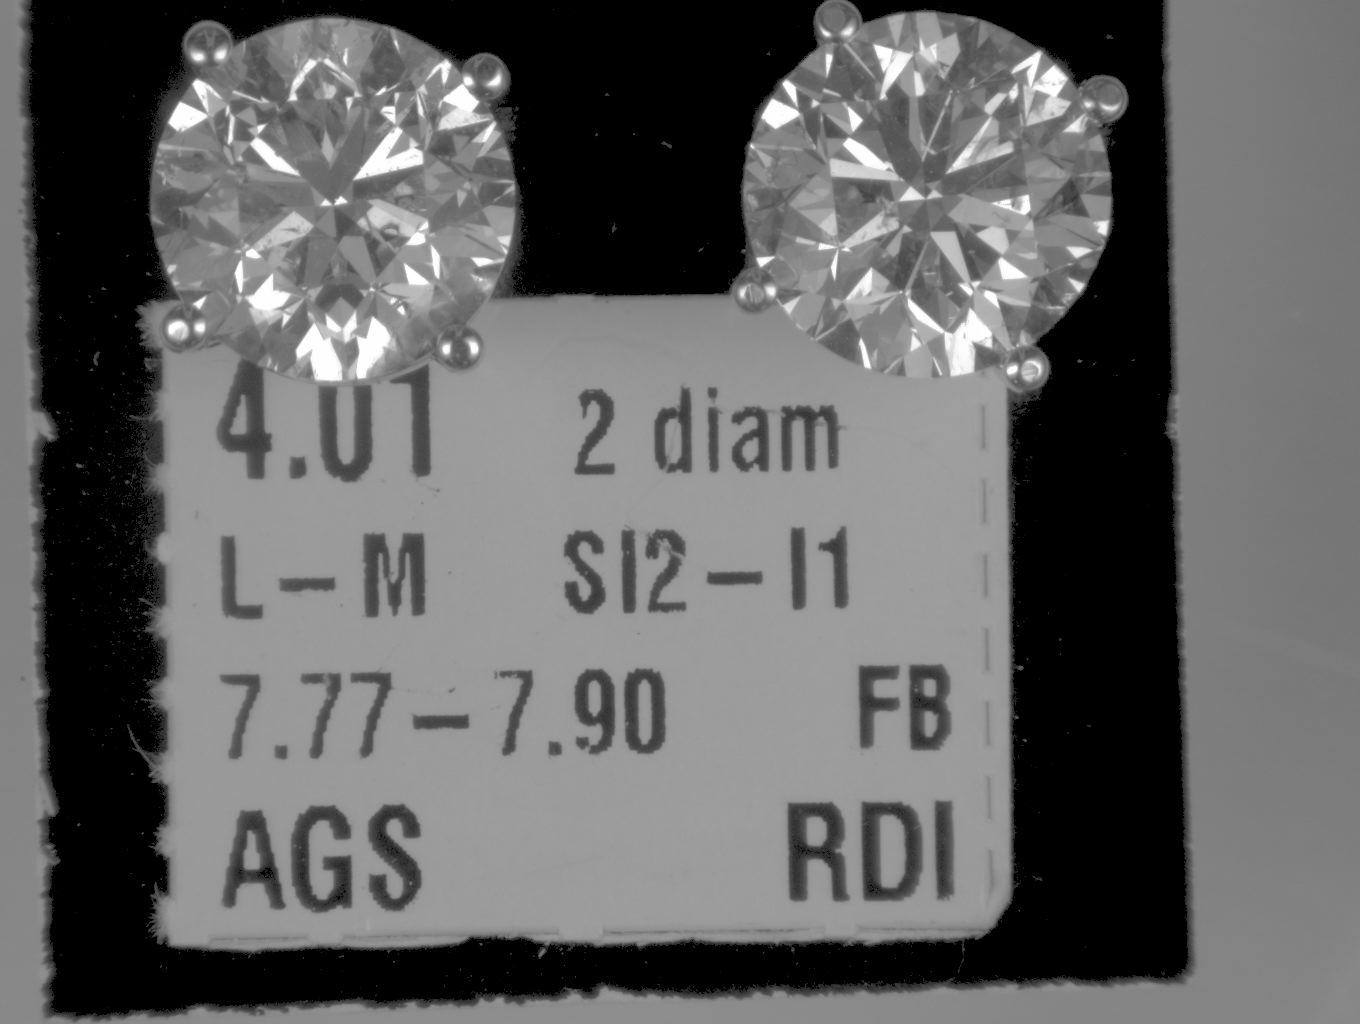 4.01 2 diam
L-M SI2-I1
7.77-7.90 FB
AGS RDI